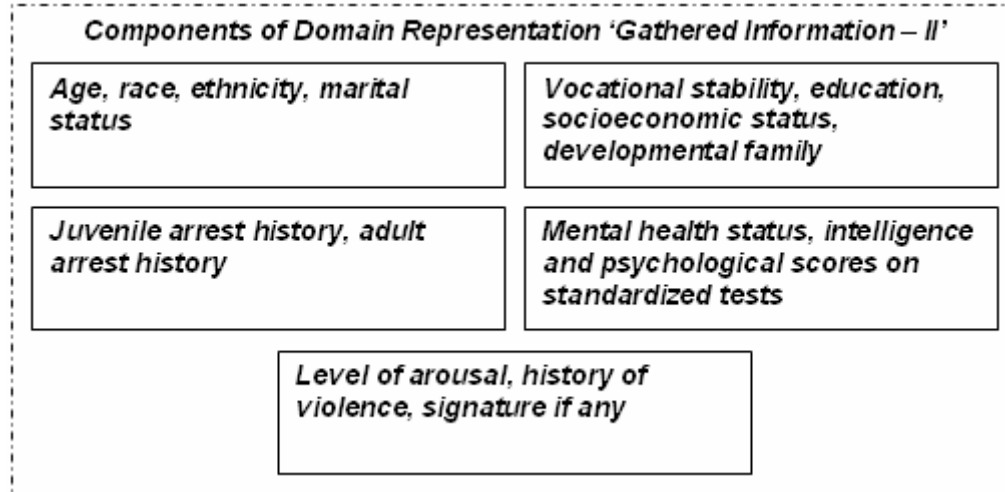 Components of Domain Representation ‘Gathered Information – II’
Age, race, ethnicity, marital
status
Vocational stability, education,
socioeconomic status,
developmental family
Juvenile arrest history, adult
arrest history
Mental health status, intelligence
and psychological scores on
standardized tests
Level of arousal, history of
violence, signature if any